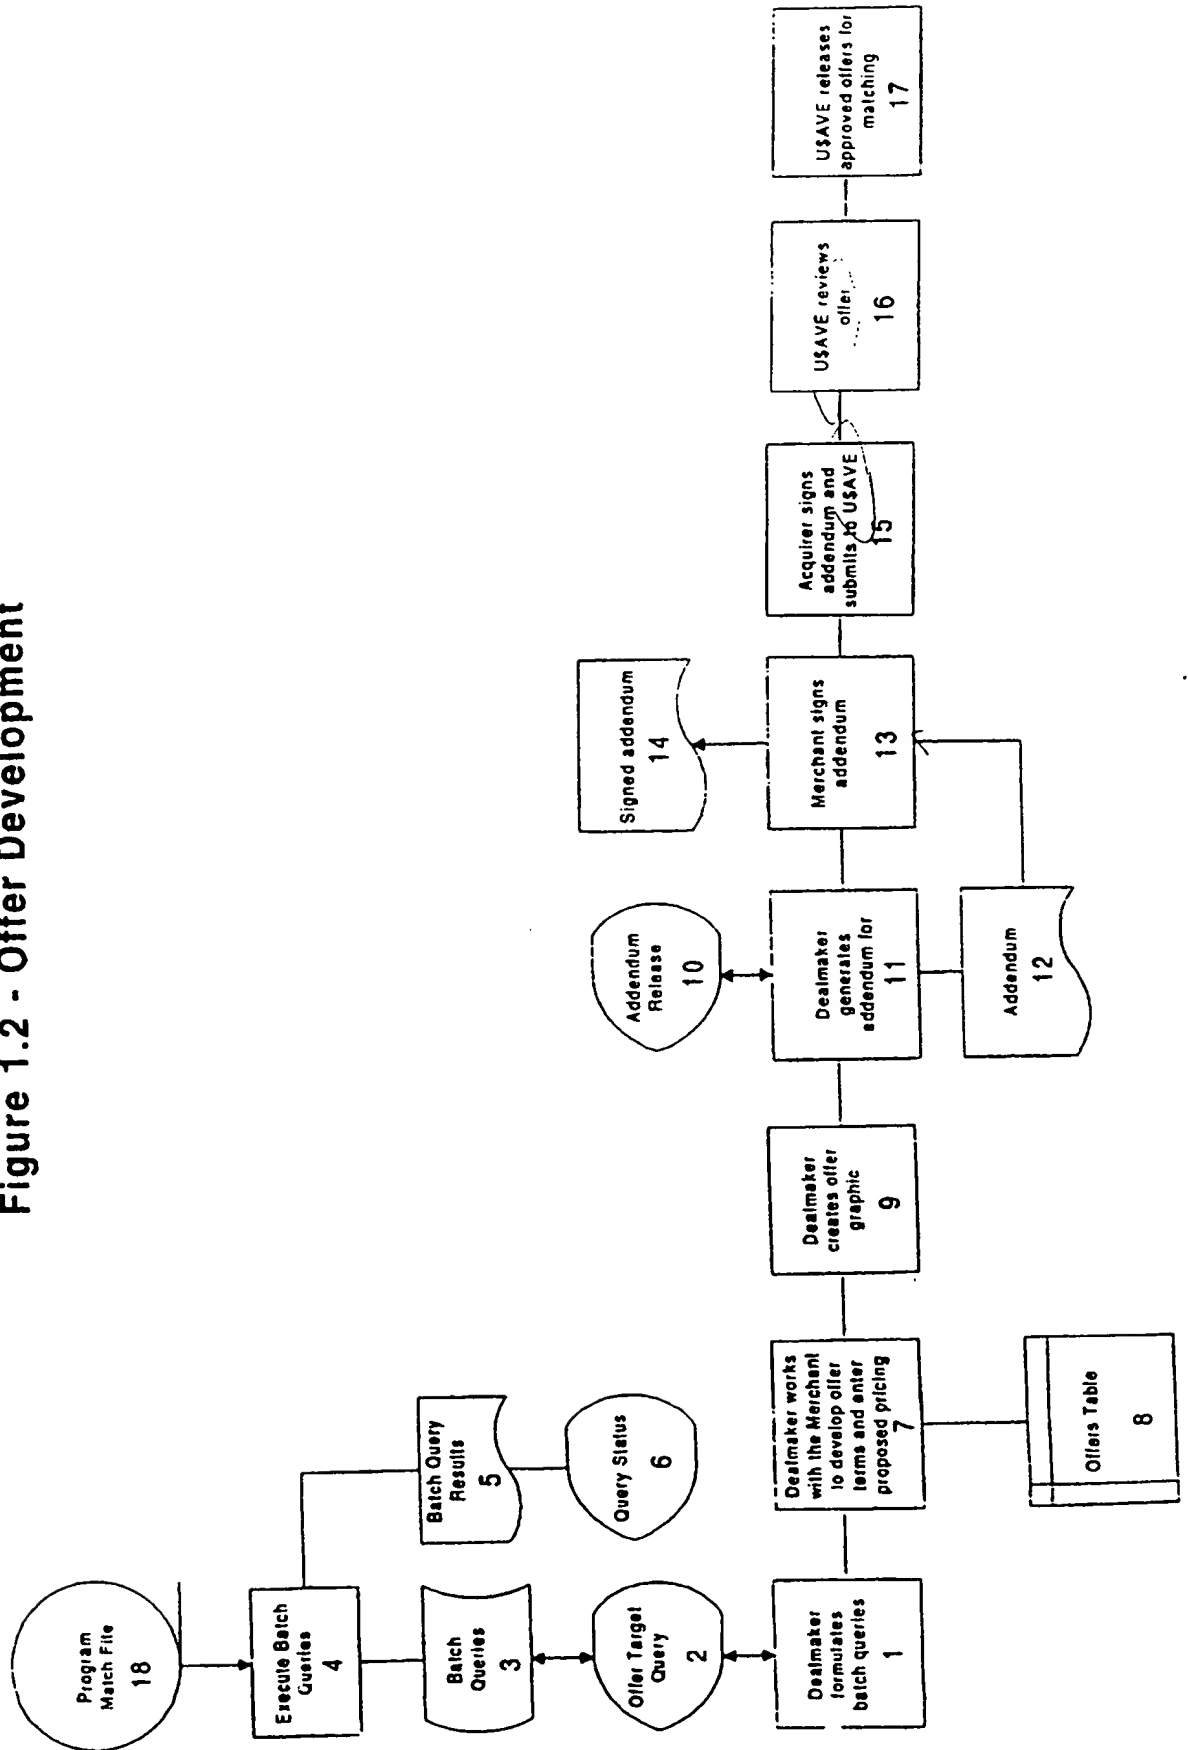 Figure 1.2 - Offer Development
Program
Match File
18
Execute Batch
Queries
4
Batch
Queries
3
Offer Target
Query
2
Dealmaker
formulates
batch queries
1
Batch Query
Results
5
Query Status
6
Dealmaker works
with the Merchant
to develop offer
terms and enter
proposed pricing
7
Offers Table
8
Dealmaker
creates offer
graphic
9
Addendum
Release
10
Dealmaker
generates
addendum for
11
Addendum
12
Merchant signs
addendum
13
Signed addendum
14
Acquirer signs
addendum and
submits to U$AVE
15
U$AVE reviews
offer
16
U$AVE releases
approved offers for
matching
17